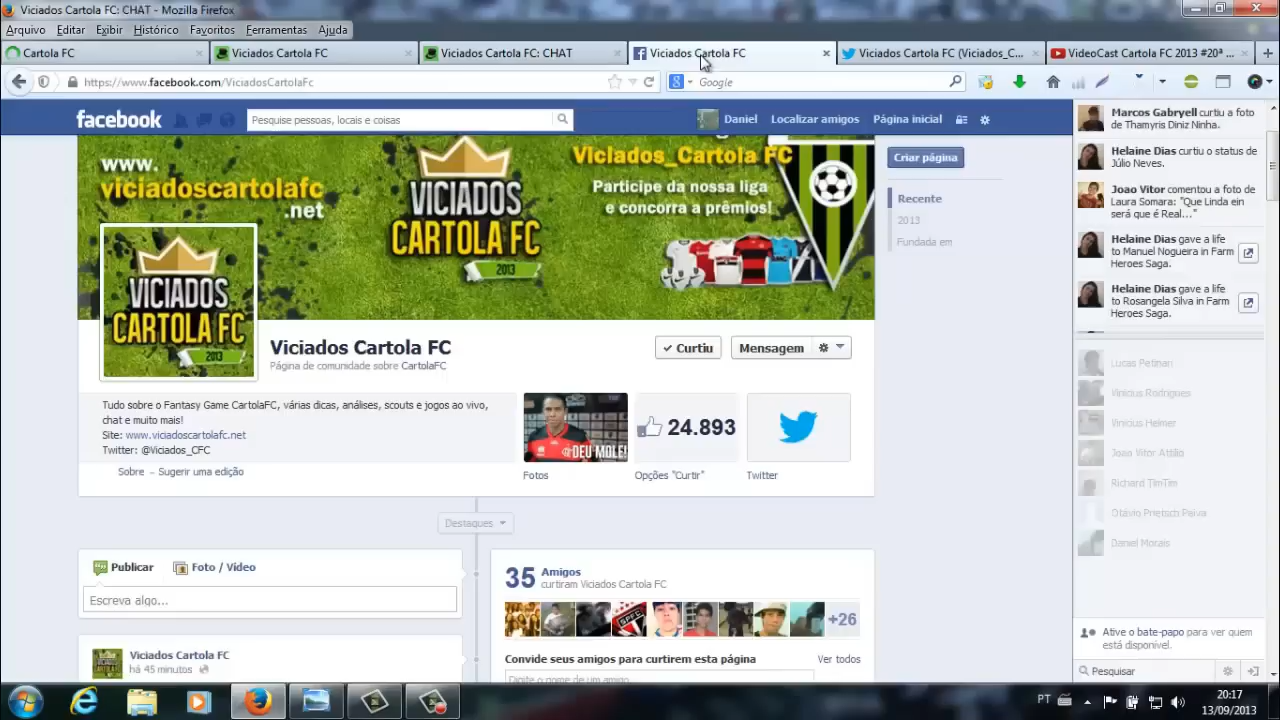 Viciados Cartola FC: CHAT - Mozilla Firefox
Arquivo Editar Exibir Histórico Favoritos Ferramentas Ajuda
Cartola FC
Viciados Cartola FC
Viciados Cartola FC: CHAT
Viciados Cartola FC
Viciados Cartola FC (Viciados_C...
VideoCast Cartola FC 2013 #20ª ...
https://www.facebook.com/ViciadosCartolaFc
Google
facebook
Pesquise pessoas, locais e coisas
Daniel Localizar amigos Página inicial
www.
viciadoscartolafc
.net
VICIADOS
CARTOLA FC
2013
Viciados_Cartola FC
Participe da nossa liga
e concorra a prêmios!
VICIADOS
CARTOLA FC
2013
Viciados Cartola FC
Página de comunidade sobre CartolaFC
Curtiu
Mensagem
Tudo sobre o Fantasy Game CartolaFC, várias dicas, análises, scouts e jogos ao vivo,
chat e muito mais!
Site: www.viciadoscartolafc.net
Twitter: @Viciados_CFC
Sobre – Sugerir uma edição
DEU MOLE!
Fotos
24.893
Opções "Curtir"
Twitter
Destaques
Publicar
Foto / Vídeo
Escreva algo...
Viciados Cartola FC
há 45 minutos
35 Amigos
curtiram Viciados Cartola FC
SPFC
+26
Convide seus amigos para curtirem esta página
Ver todos
Digite o nome de um amigo...
Criar página
Recente
2013
Fundada em
Marcos Gabryell curtiu a foto
de Thamyris Diniz Ninha.
Helaine Dias curtiu o status de
Júlio Neves.
Joao Vitor comentou a foto de
Laura Somara: "Que Linda ein
será que é Real..."
Helaine Dias gave a life
to Manuel Nogueira in Farm
Heroes Saga.
Helaine Dias gave a life
to Rosangela Silva in Farm
Heroes Saga.
Lucas Petinari
Vinicius Rodrigues
Vinicius Helmer
Joao Vitor Attilio
Richard TimTim
Otavio Prietsch Paiva
Daniel Morais
Ative o bate-papo para ver quem
está disponível.
Pesquisar
PT
20:17
13/09/2013